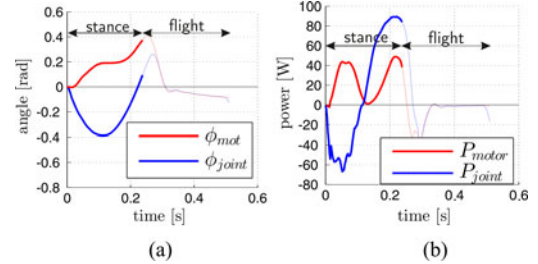 stance
flight
angle [rad]
0.6
0.4
0.2
0
-0.2
-0.4
-0.6
-0.8
ϕmot
ϕjoint
0
0.2
0.4
0.6
time [s]
(a)
stance
flight
power [W]
100
80
60
40
20
0
-20
-40
-60
-80
Pmotor
Pjoint
0
0.2
0.4
0.6
time [s]
(b)